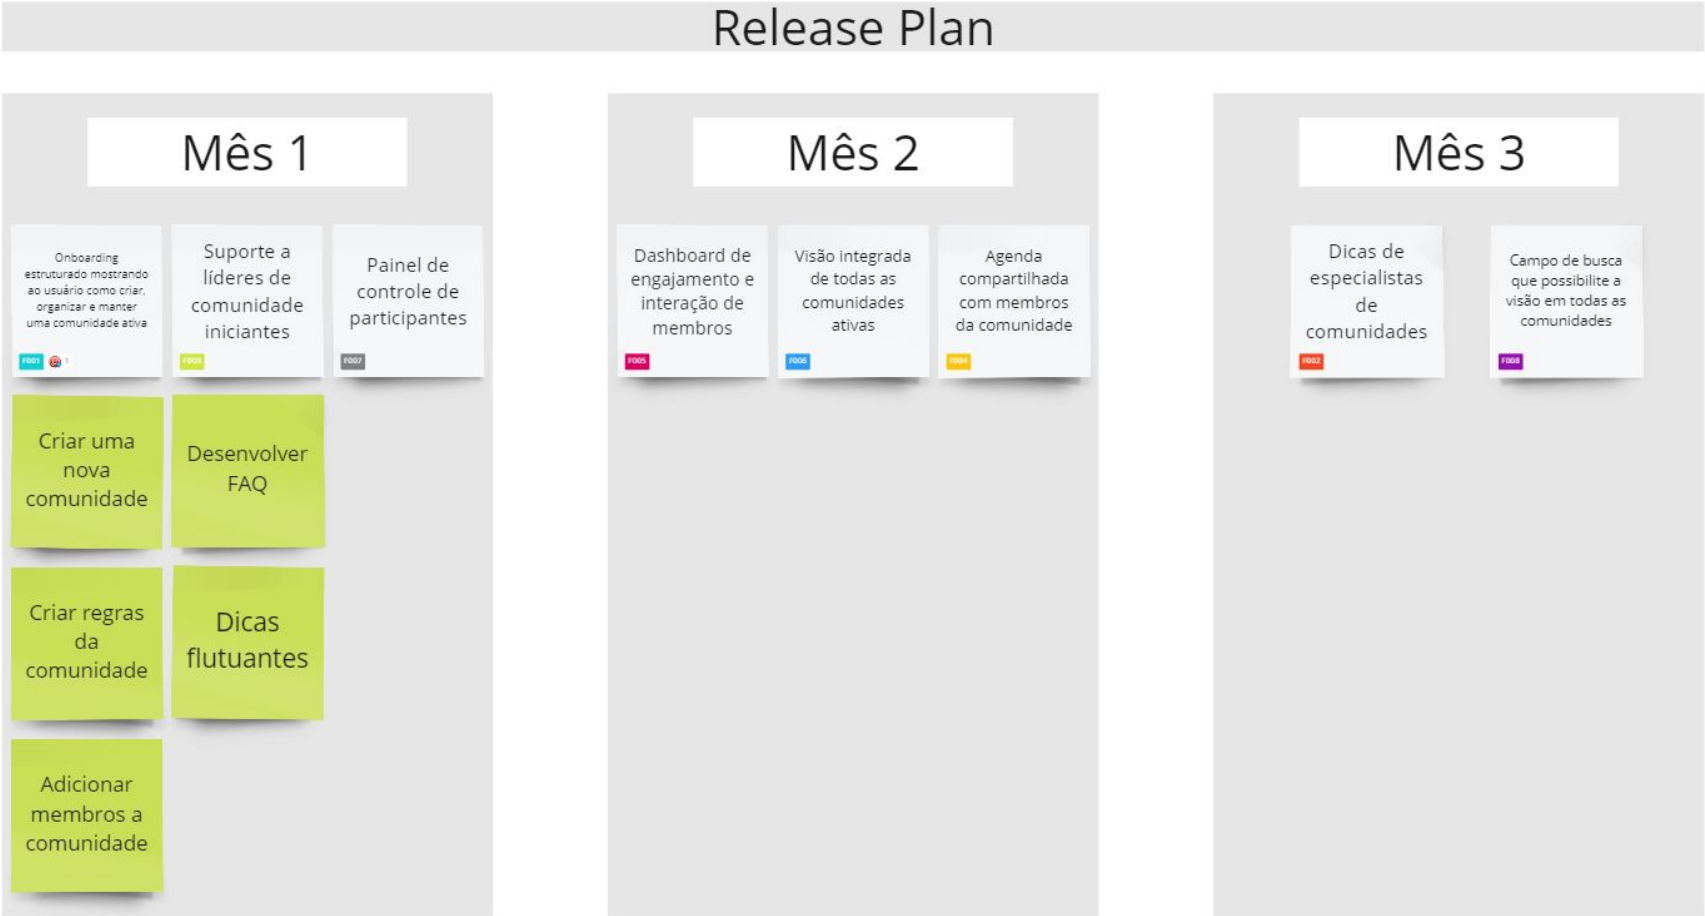 Release Plan
Mês 1
Onboarding
estruturado mostrando
ao usuário como criar,
organizar e manter
uma comunidade ativa
F001
1
Suporte a
líderes de
comunidade
iniciantes
F003
Painel de
controle de
participantes
F007
Criar uma
nova
comunidade
Desenvolver
FAQ
Criar regras
da
comunidade
Dicas
flutuantes
Adicionar
membros a
comunidade
Mês 2
Dashboard de
engajamento e
interação de
membros
F005
Visão integrada
de todas as
comunidades
ativas
F006
Agenda
compartilhada
com membros
da comunidade
F004
Mês 3
Dicas de
especialistas
de
comunidades
F002
Campo de busca
que possibilite a
visão em todas as
comunidades
F008